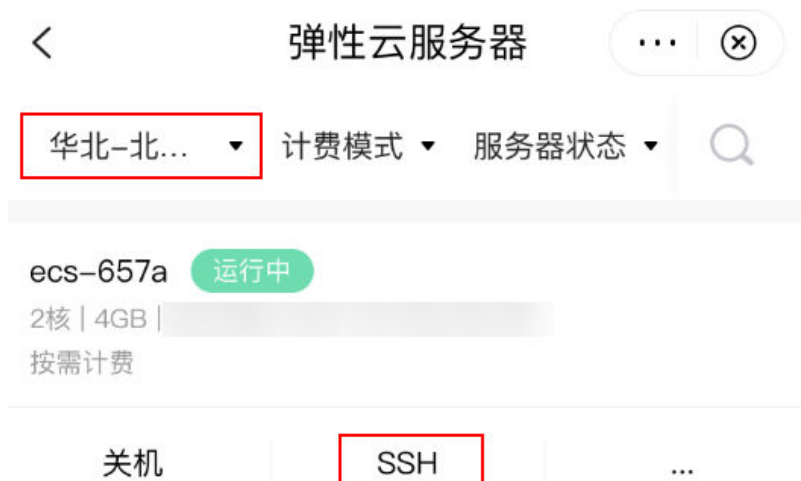 弹性云服务器
华北-北... 计费模式 服务器状态
ecs-657a 运行中
2核 | 4GB |
按需计费
关机 SSH ...